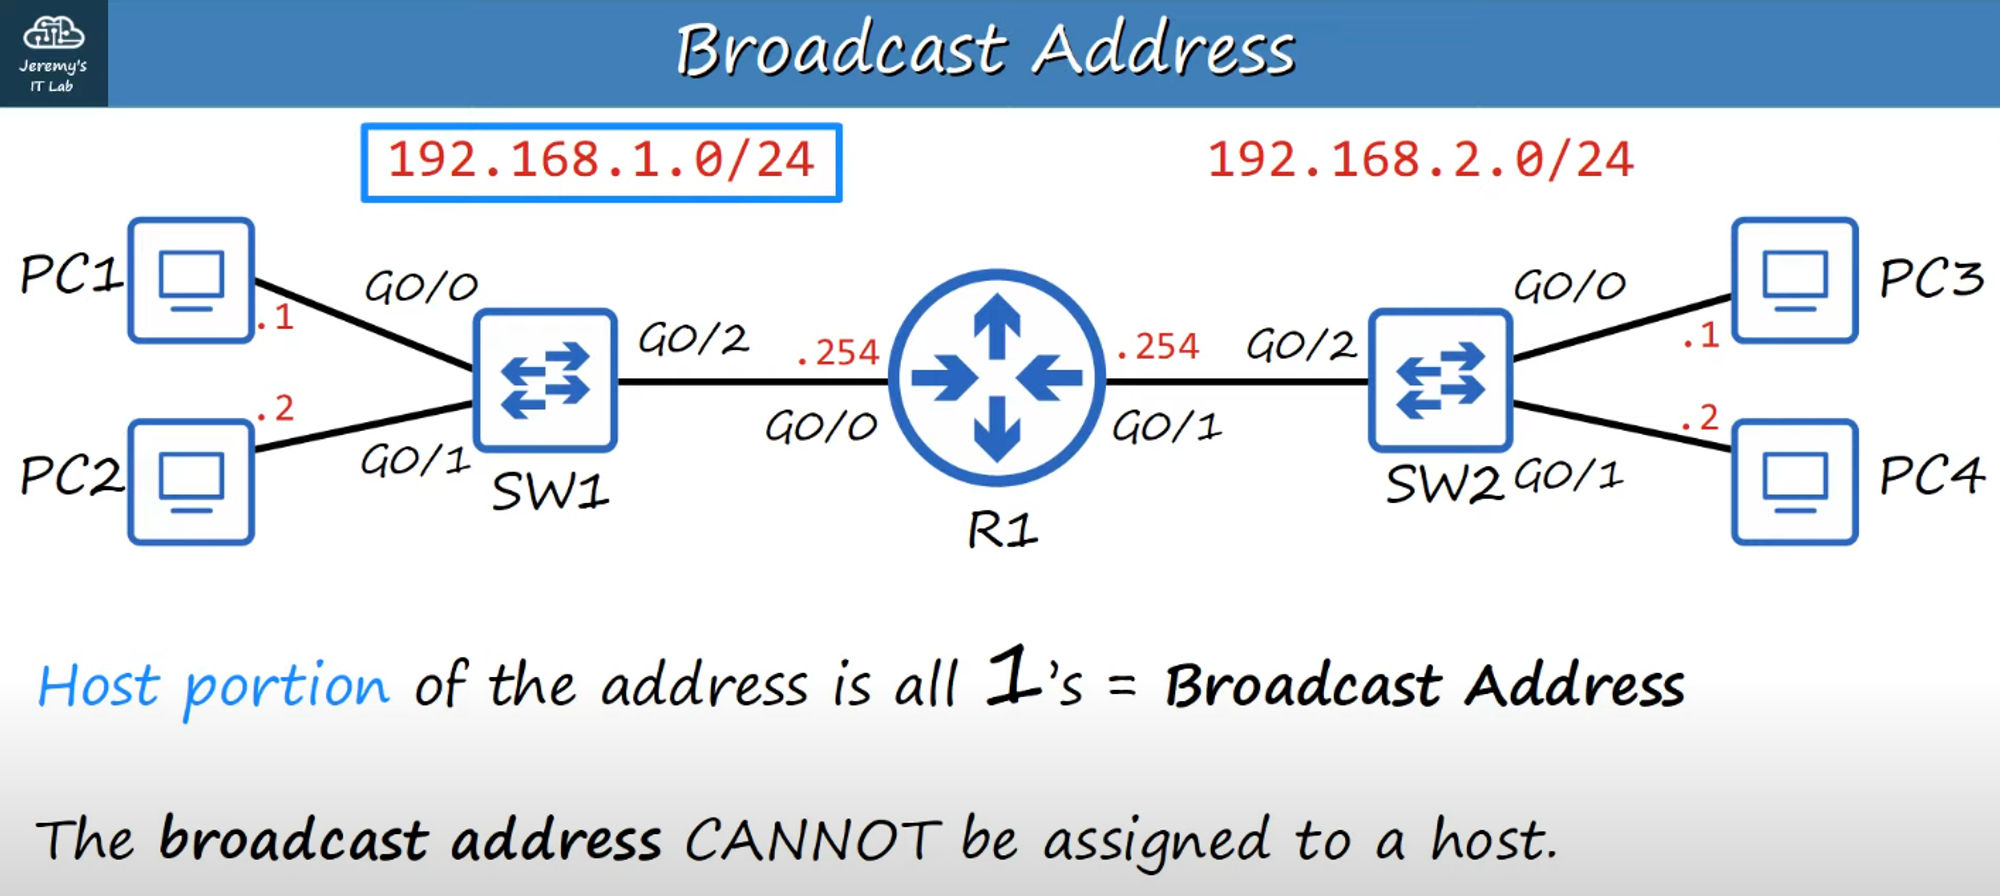 Jeremy's
IT Lab
Broadcast Address
192.168.1.0/24
192.168.2.0/24
PC1
.1
G0/0
G0/2
.254
.254
G0/2
G0/0
.1
PC3
PC2
.2
G0/1
SW1
G0/0
R1
G0/1
SW2
G0/1
.2
PC4
Host portion of the address is all 1's = Broadcast Address
The broadcast address CANNOT be assigned to a host.